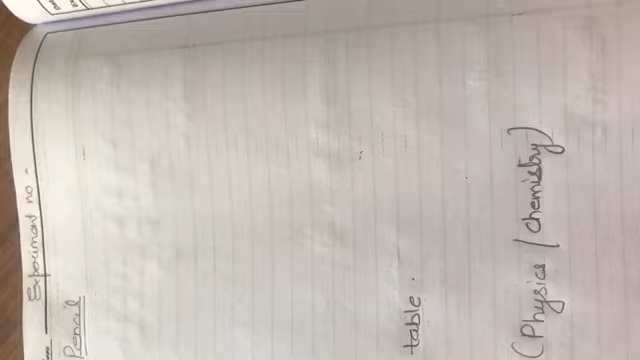 Experiment no -
Pencil
table.
(Physics / chemistry)